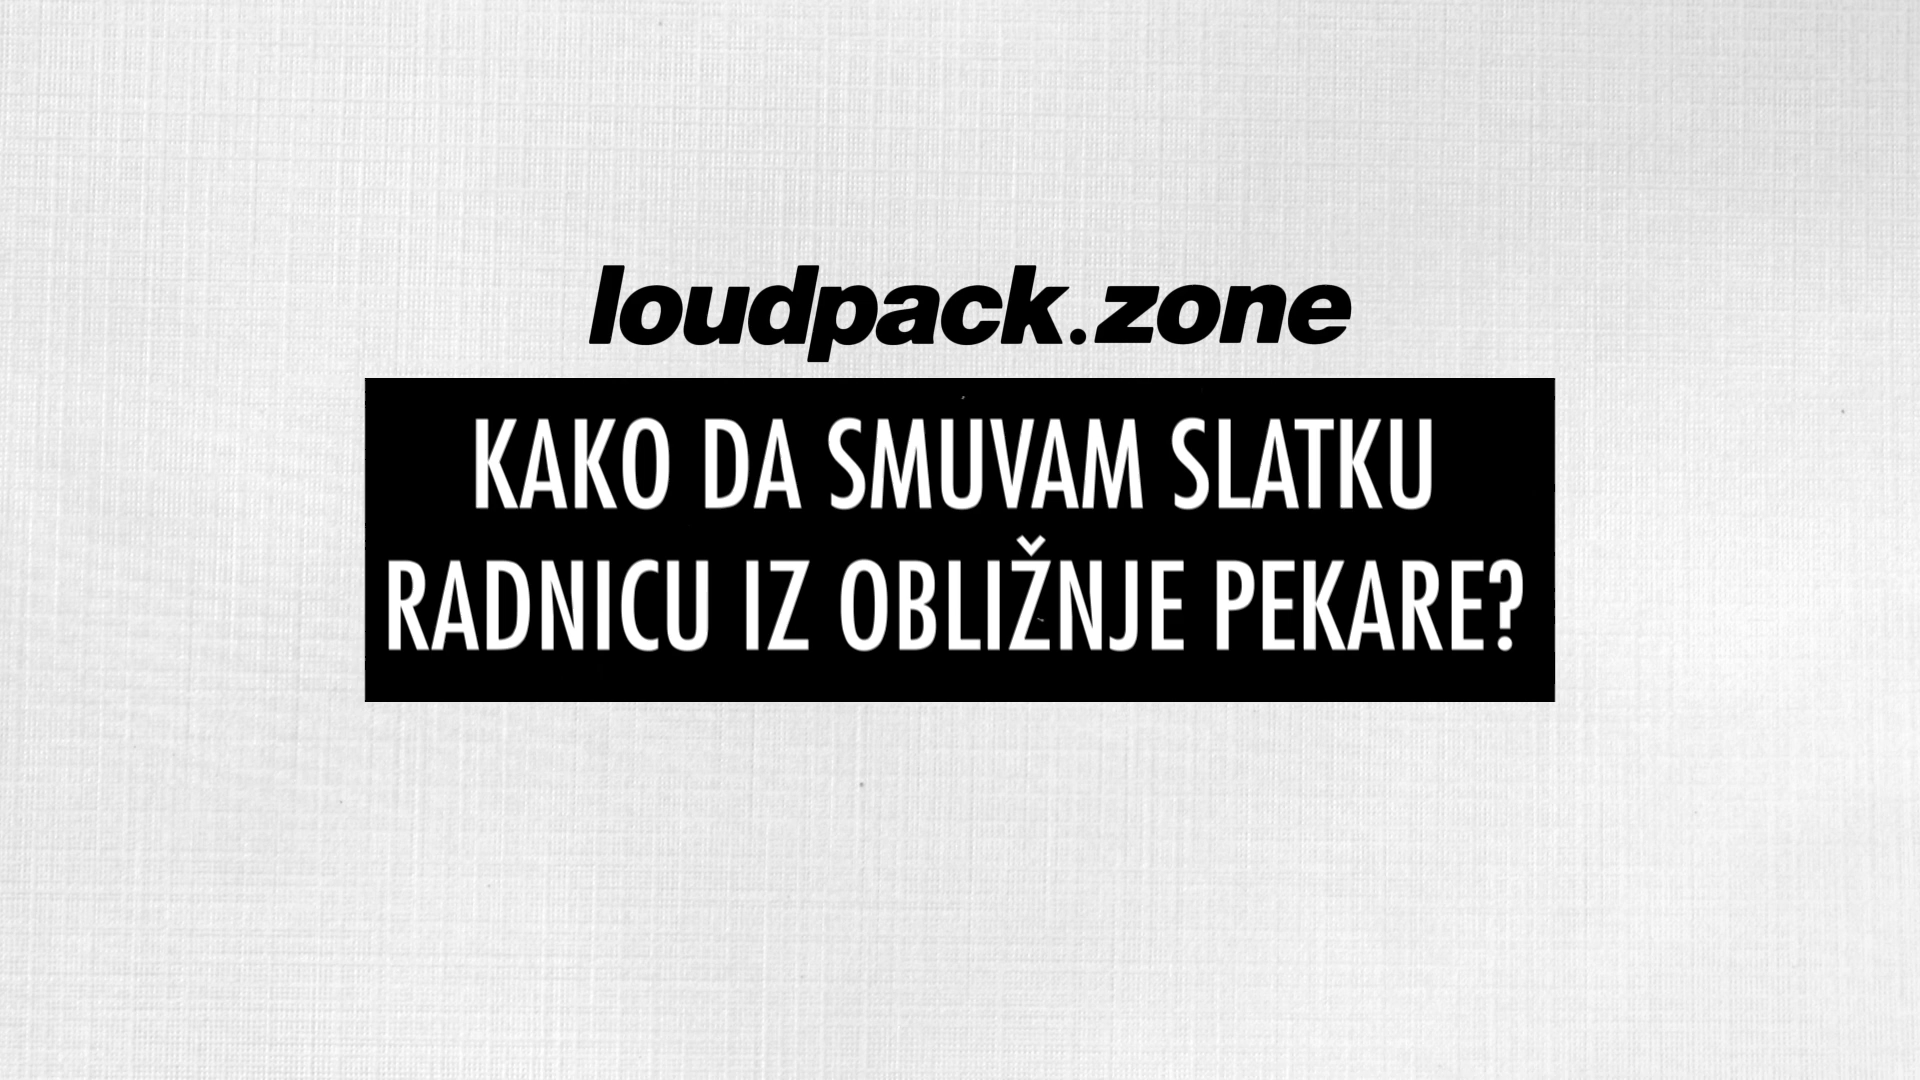 loudpack.zone
KAKO DA SMUVAM SLATKU
RADNICU IZ OBLIŽNJE PEKARE?